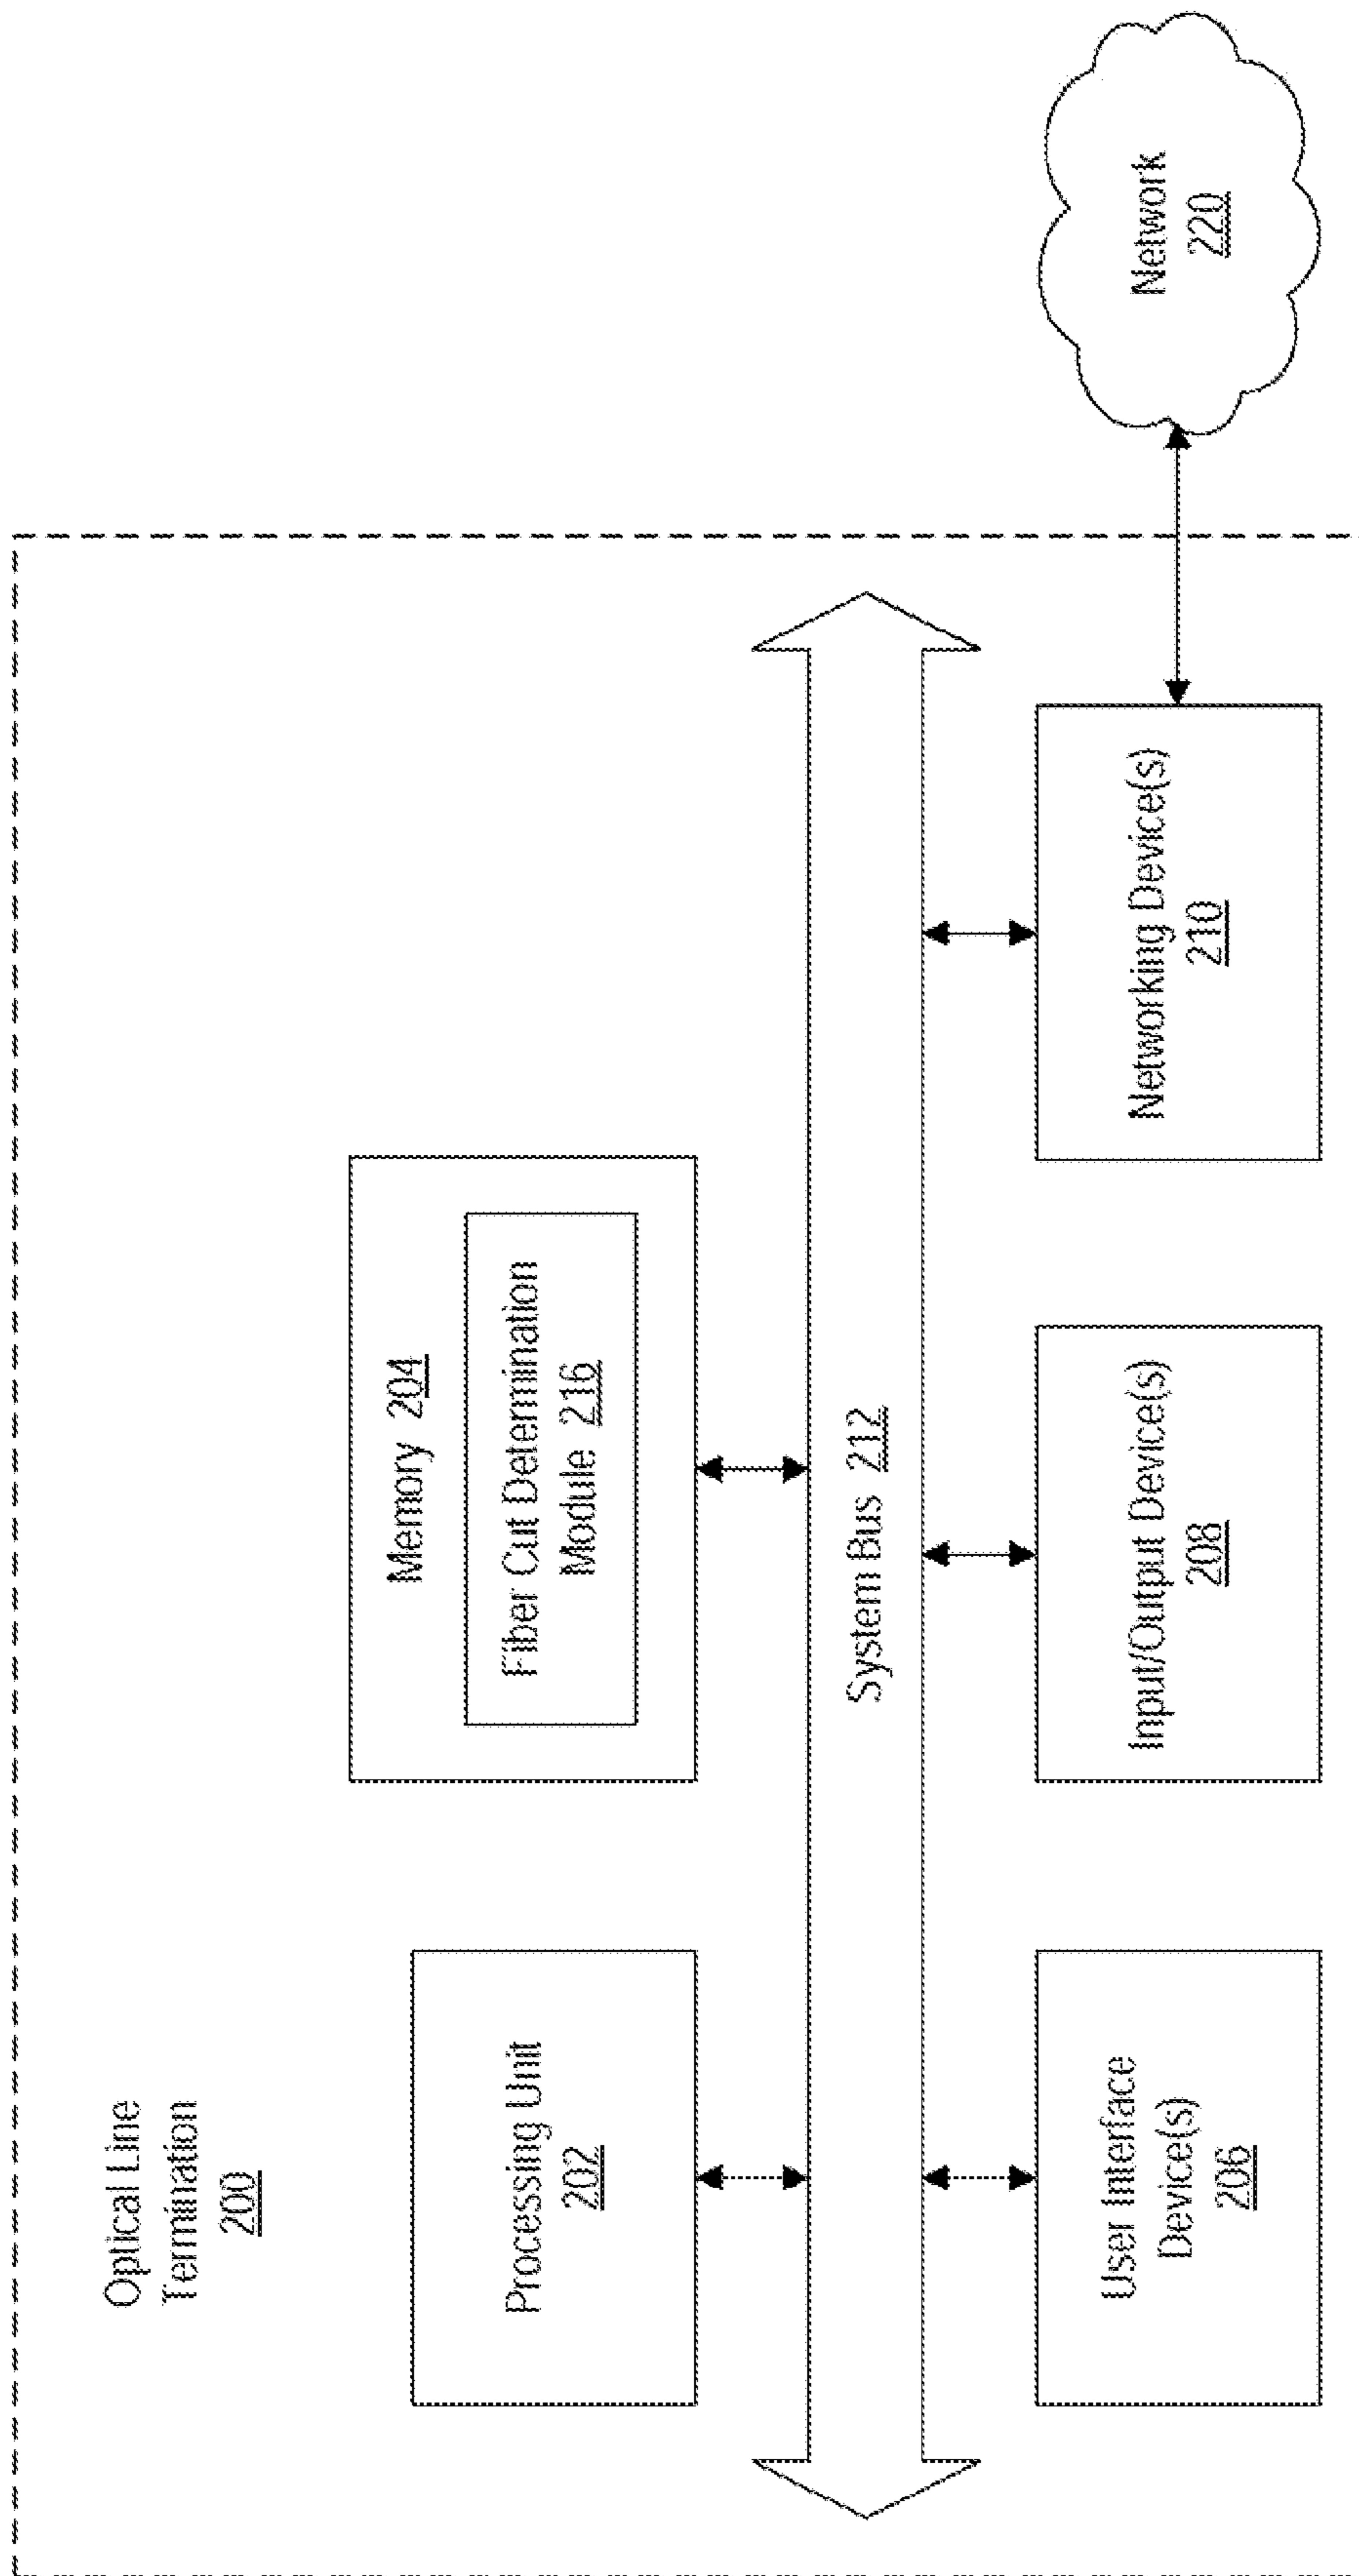 Optical Line
Termination
200
Processing Unit
202
Memory 204
Fiber Cut Determination
Module 216
System Bus 212
User Interface
Device(s)
206
Input/Output Device(s)
208
Networking Device(s)
210
Network
220